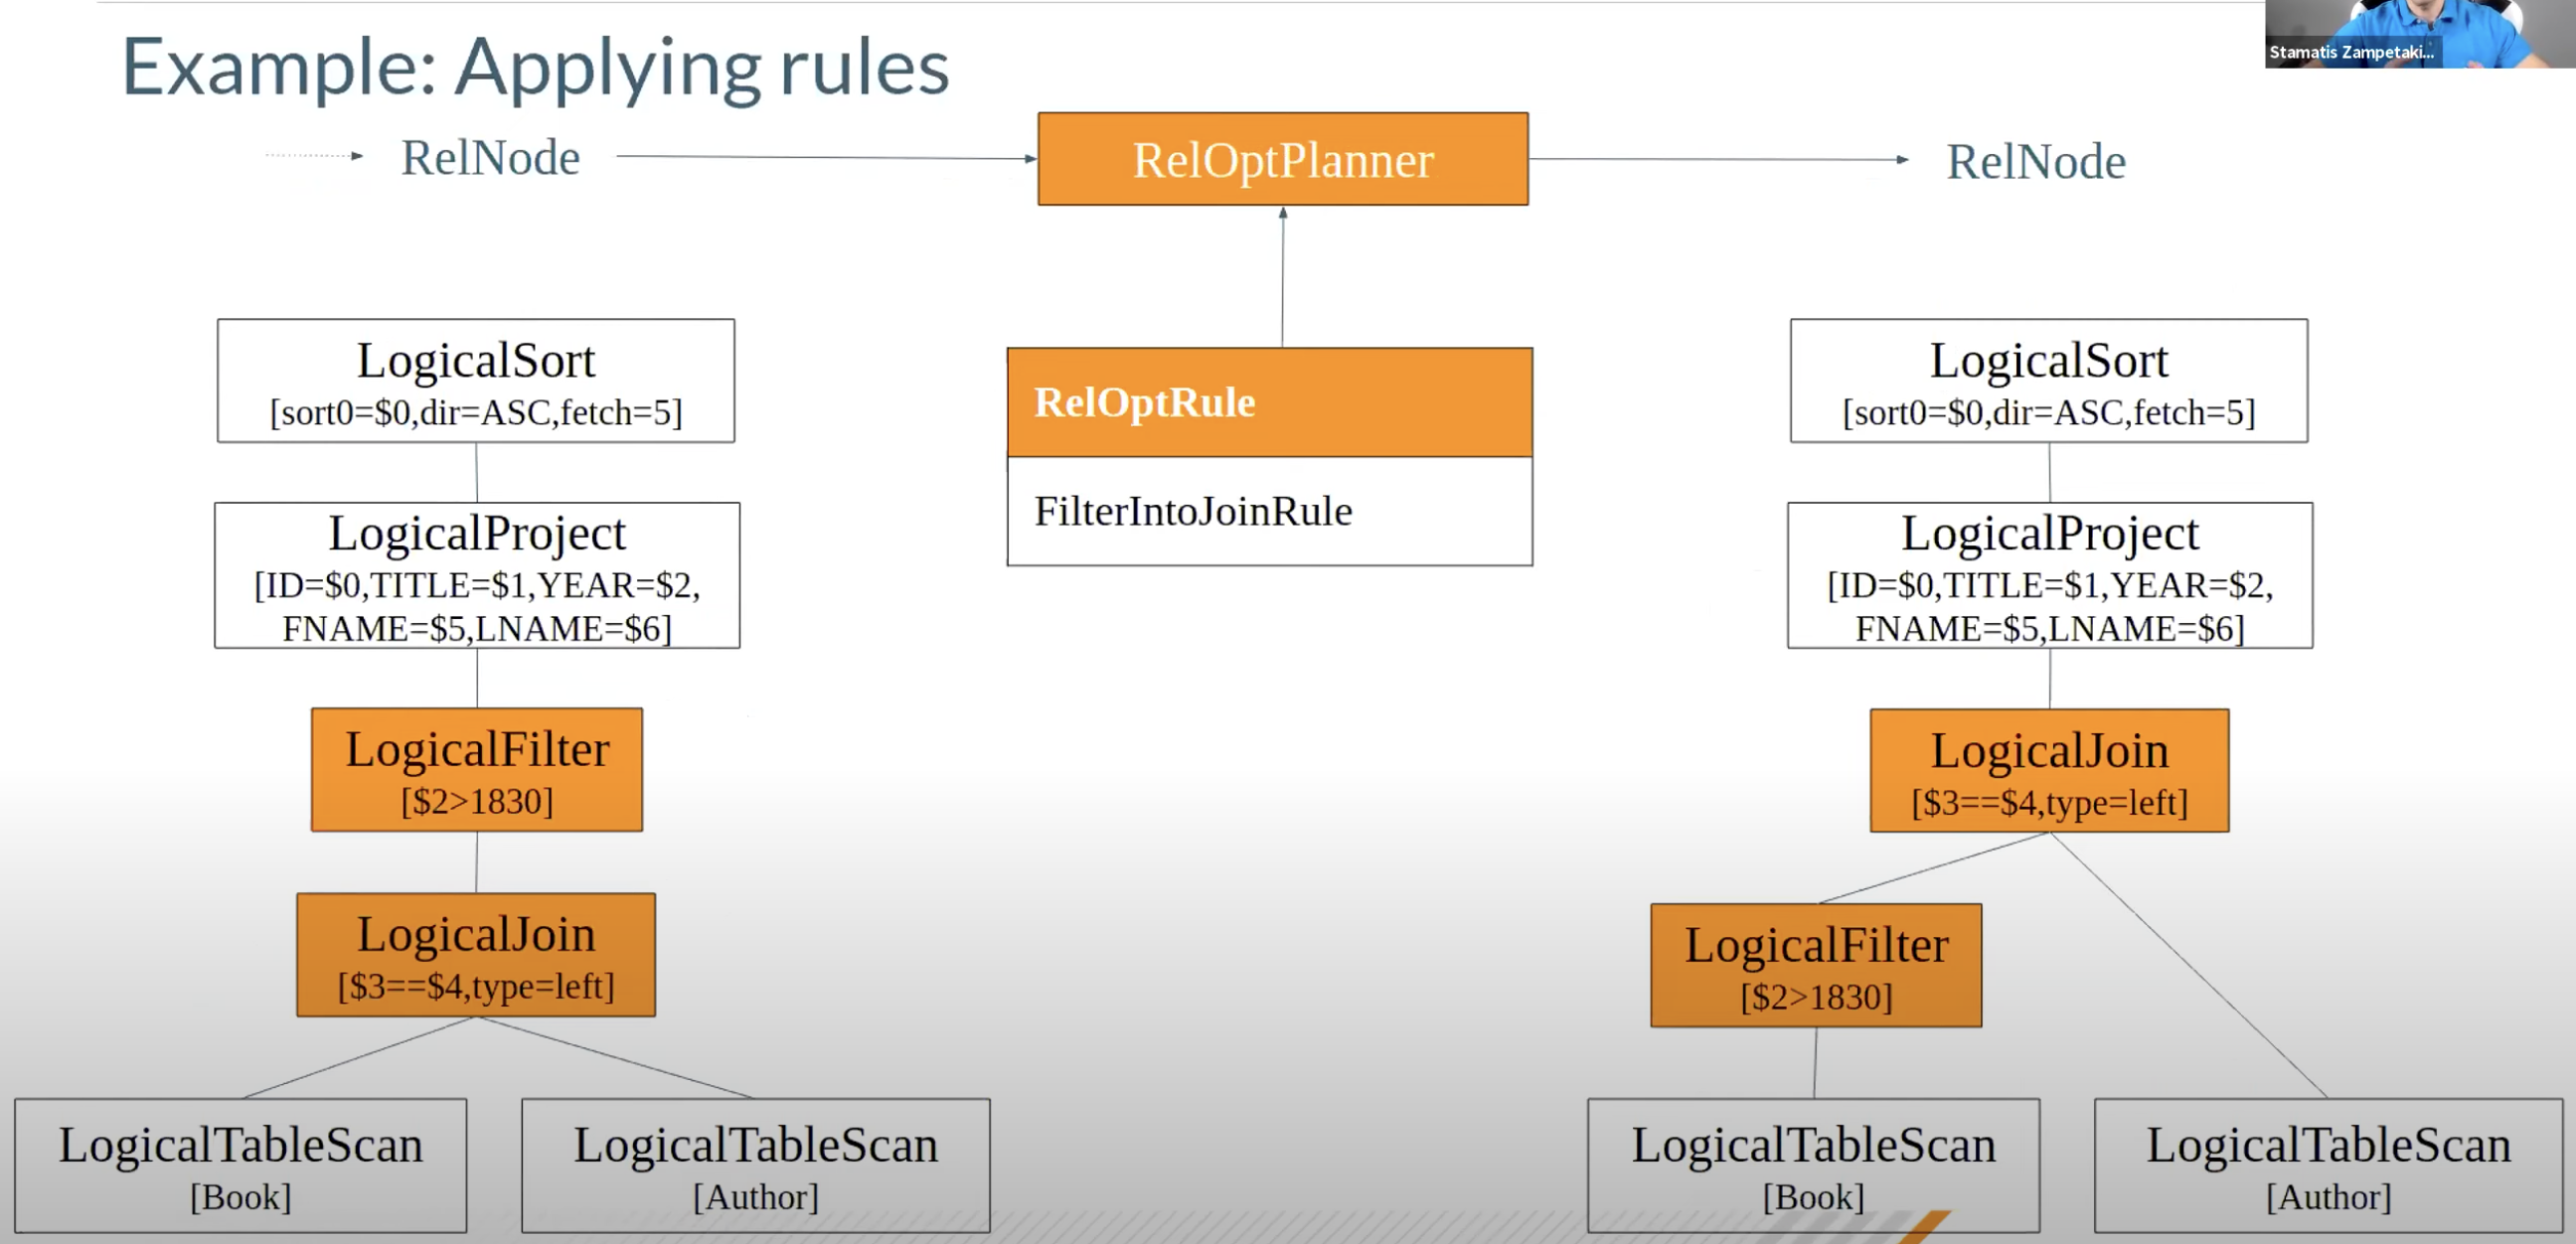 Stamatis Zampetaki...
Example: Applying rules
RelNode
RelOptPlanner
RelNode
LogicalSort
[sort0=$0,dir=ASC,fetch=5]
LogicalProject
[ID=$0,TITLE=$1,YEAR=$2,
FNAME=$5,LNAME=$6]
LogicalFilter
[$2>1830]
LogicalJoin
[$3==$4,type=left]
LogicalTableScan
[Book]
LogicalTableScan
[Author]
RelOptRule
FilterIntoJoinRule
LogicalSort
[sort0=$0,dir=ASC,fetch=5]
LogicalProject
[ID=$0,TITLE=$1,YEAR=$2,
FNAME=$5,LNAME=$6]
LogicalJoin
[$3==$4,type=left]
LogicalFilter
[$2>1830]
LogicalTableScan
[Book]
LogicalTableScan
[Author]